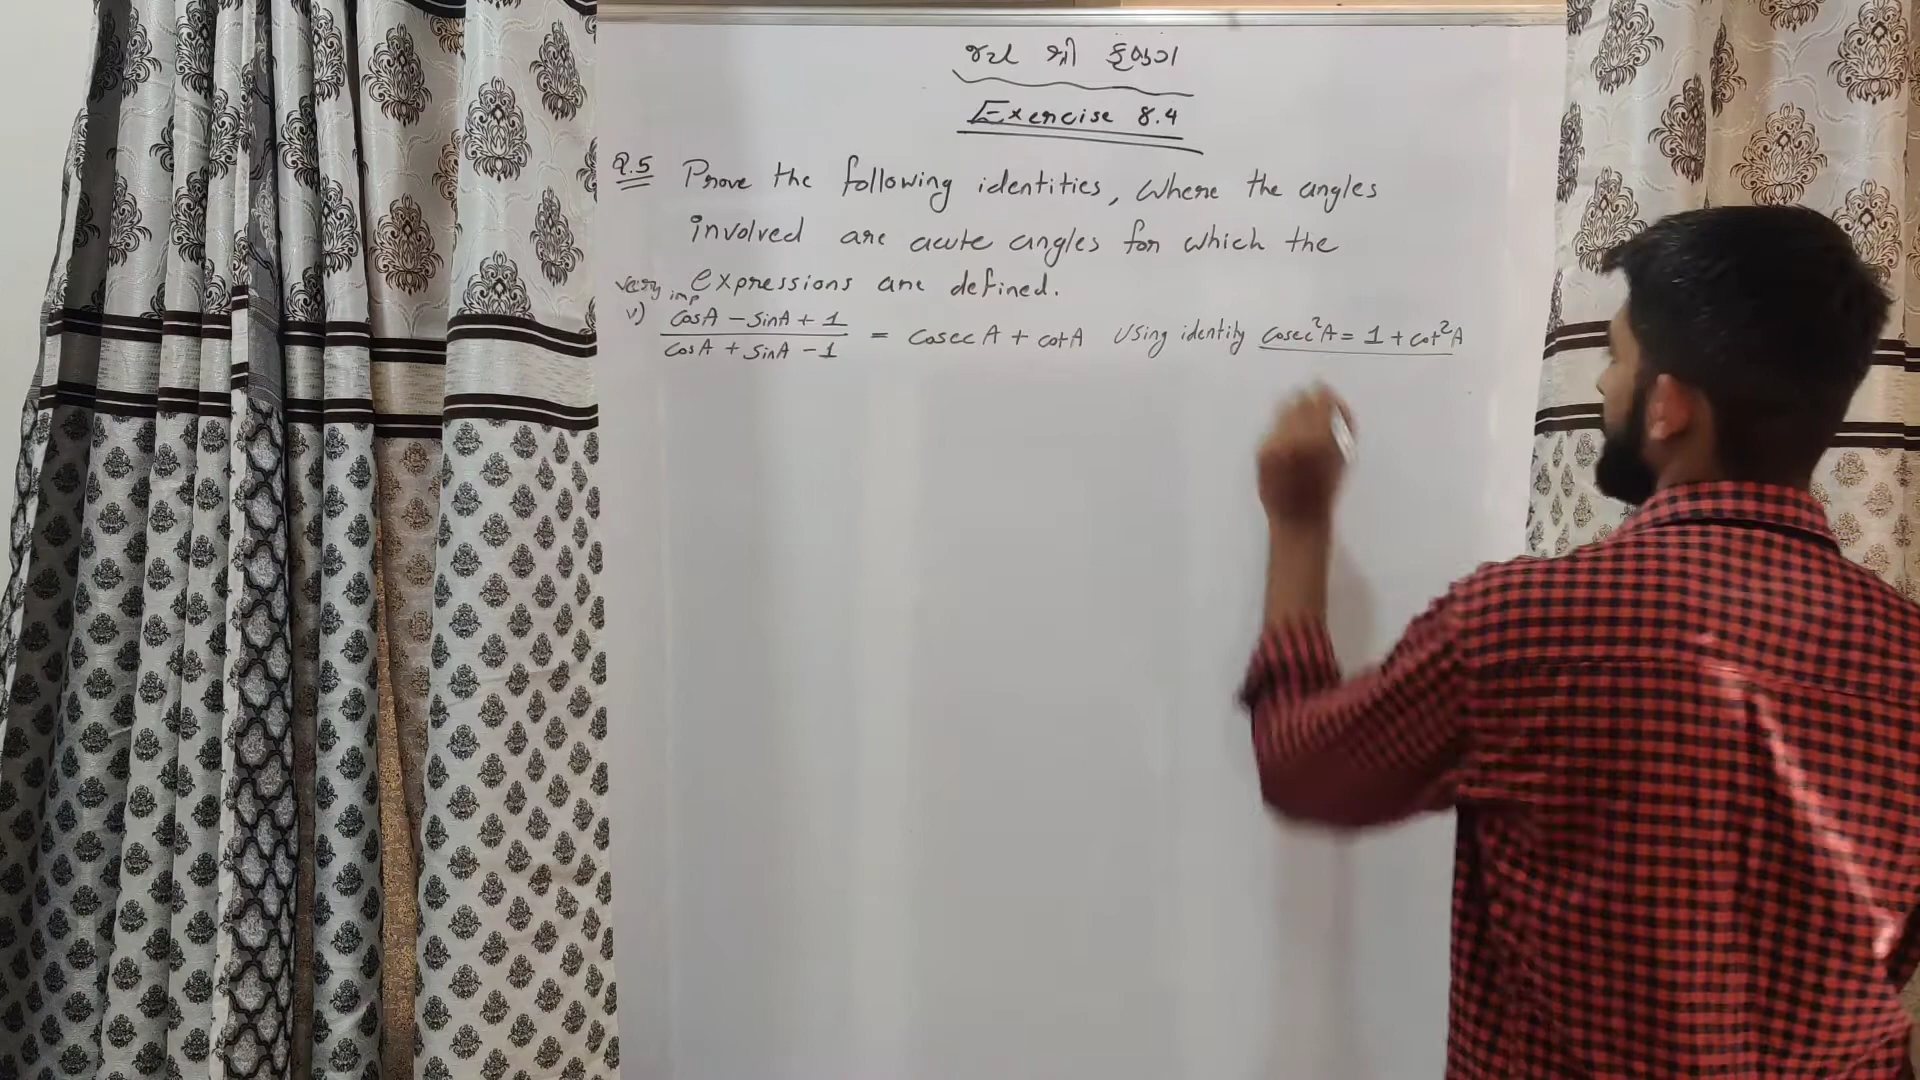 જય શ્રી કૃષ્ણ
Exercise 8.4
Q.5 Prove the following identities, where the angles
involved are acute angles for which the
expressions are defined.
very imp
v) cosA - sinA + 1 / cosA + sinA - 1 = cosec A + cot A Using identity cosec²A = 1 + cot²A